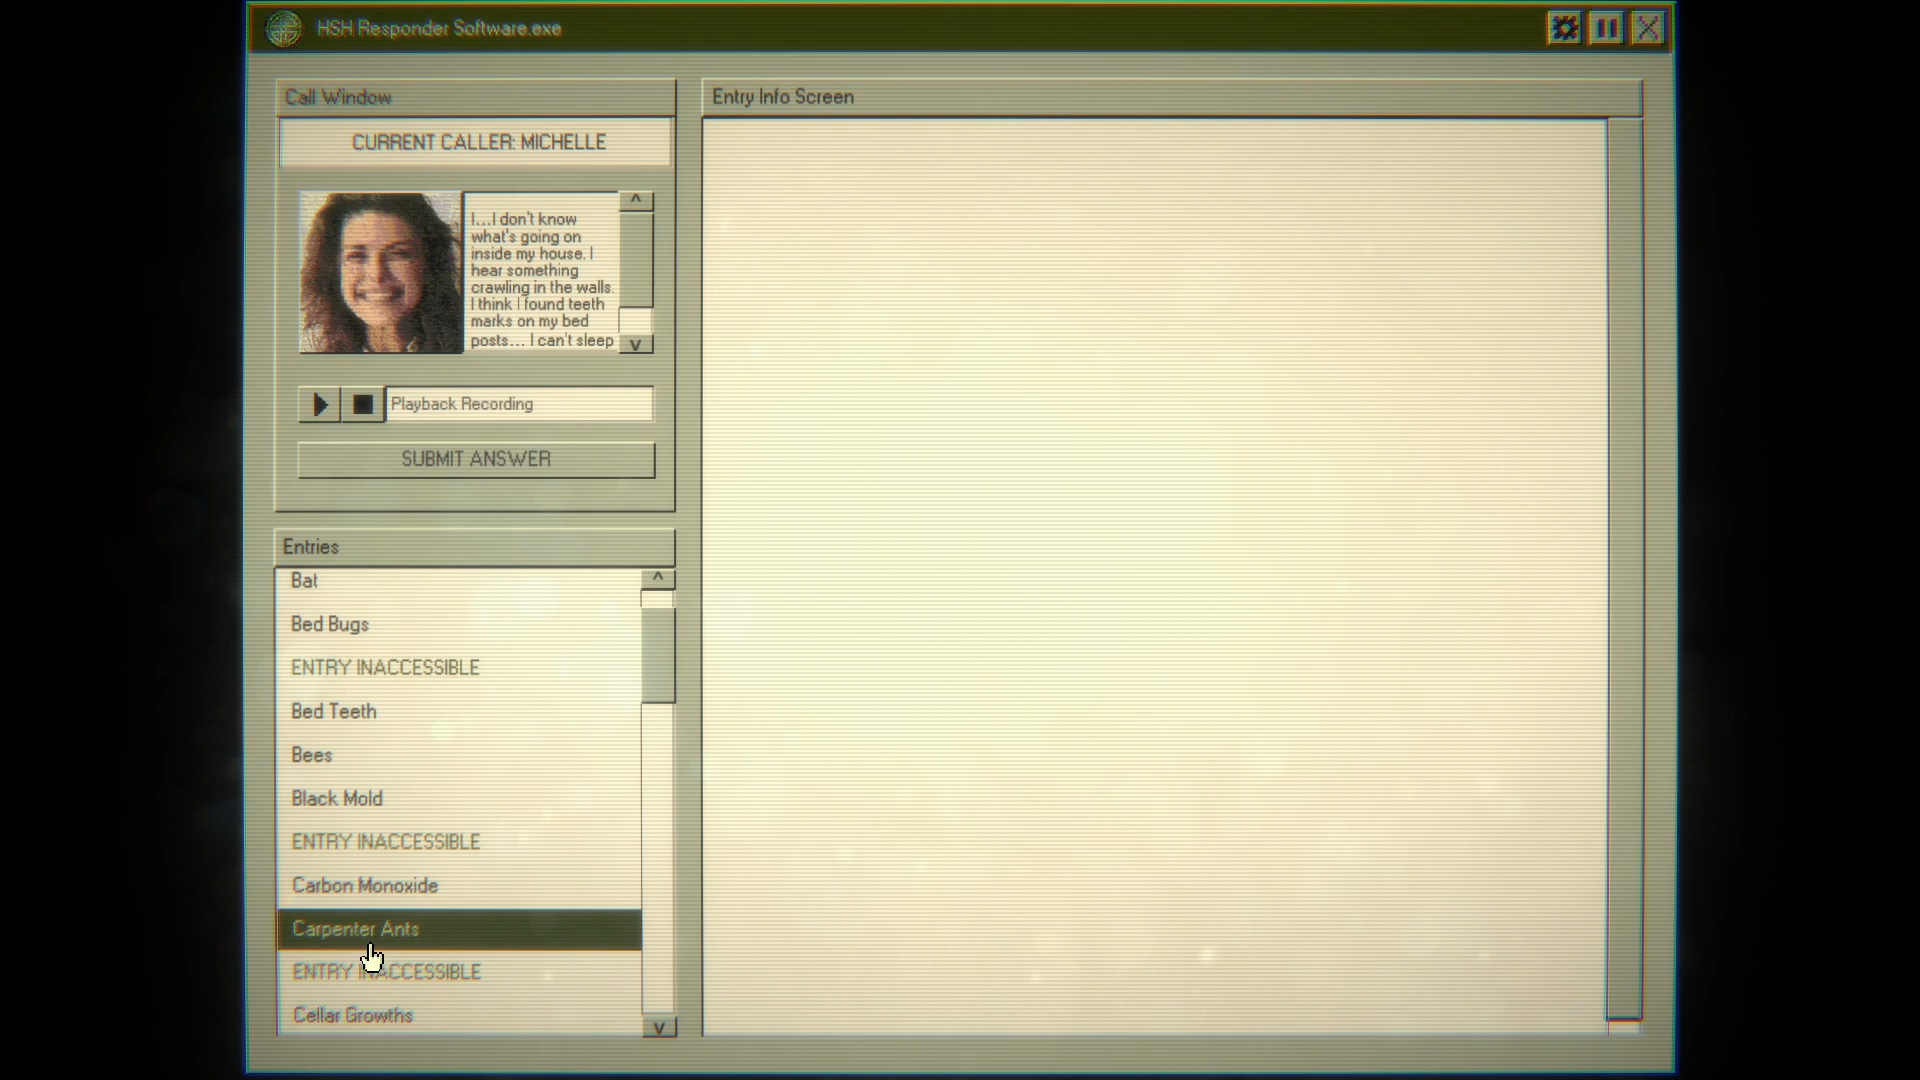 HSH Responder Software.exe
Call Window
CURRENT CALLER: MICHELLE
I...I don't know
what's going on
inside my house. I
hear something
crawling in the walls.
I think I found teeth
marks on my bed
posts... I can't sleep
Playback Recording
SUBMIT ANSWER
Entries
Bat
Bed Bugs
ENTRY INACCESSIBLE
Bed Teeth
Bees
Black Mold
ENTRY INACCESSIBLE
Carbon Monoxide
Carpenter Ants
ENTRY INACCESSIBLE
Cellar Growths
Entry Info Screen